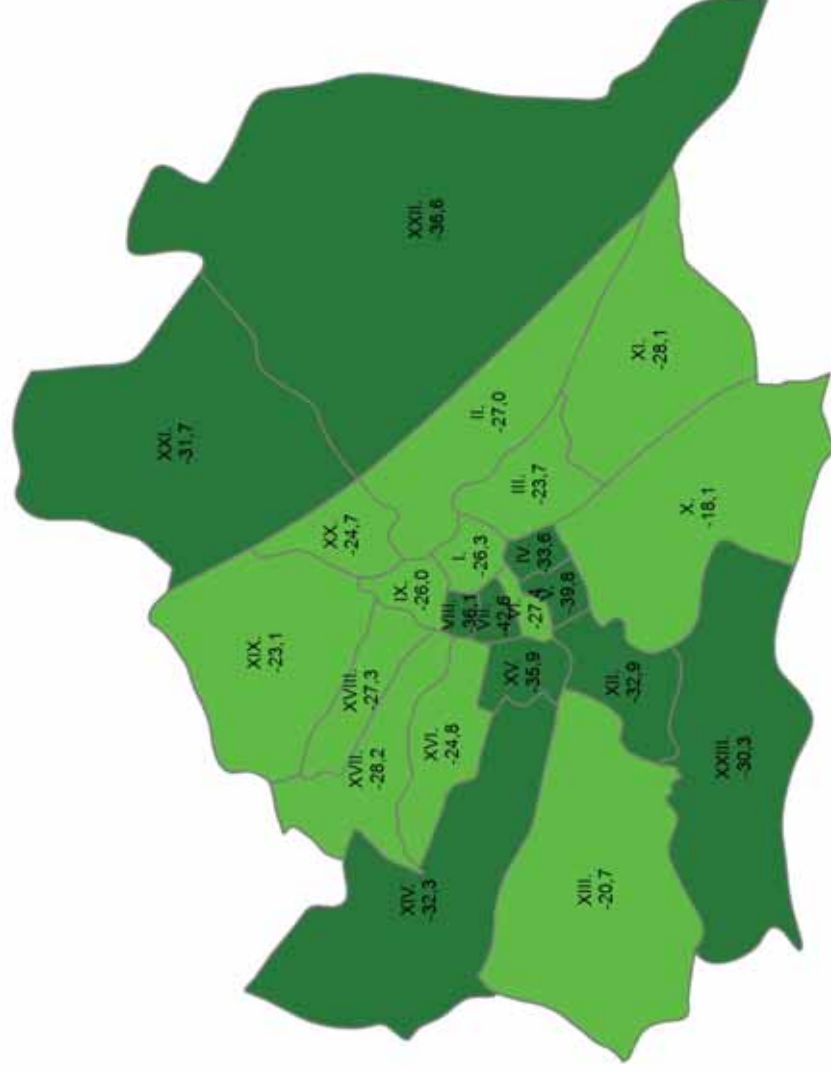 XXI.
-31,7
XXII.
-36,6
XIX.
-23,1
XX.
-24,7
II.
-27,0
XVIII.
-27,3
IX.
-26,0
I.
-26,3
III.
-23,7
XI.
-28,1
XVII.
-28,2
XVI.
-24,8
VIII.
-36,1
VII.
-42,6
VI.
-27,4
IV.
-33,6
V.
-39,8
X.
-18,1
XIV.
-32,3
XV.
-35,9
XII.
-32,9
XIII.
-20,7
XXIII.
-30,3